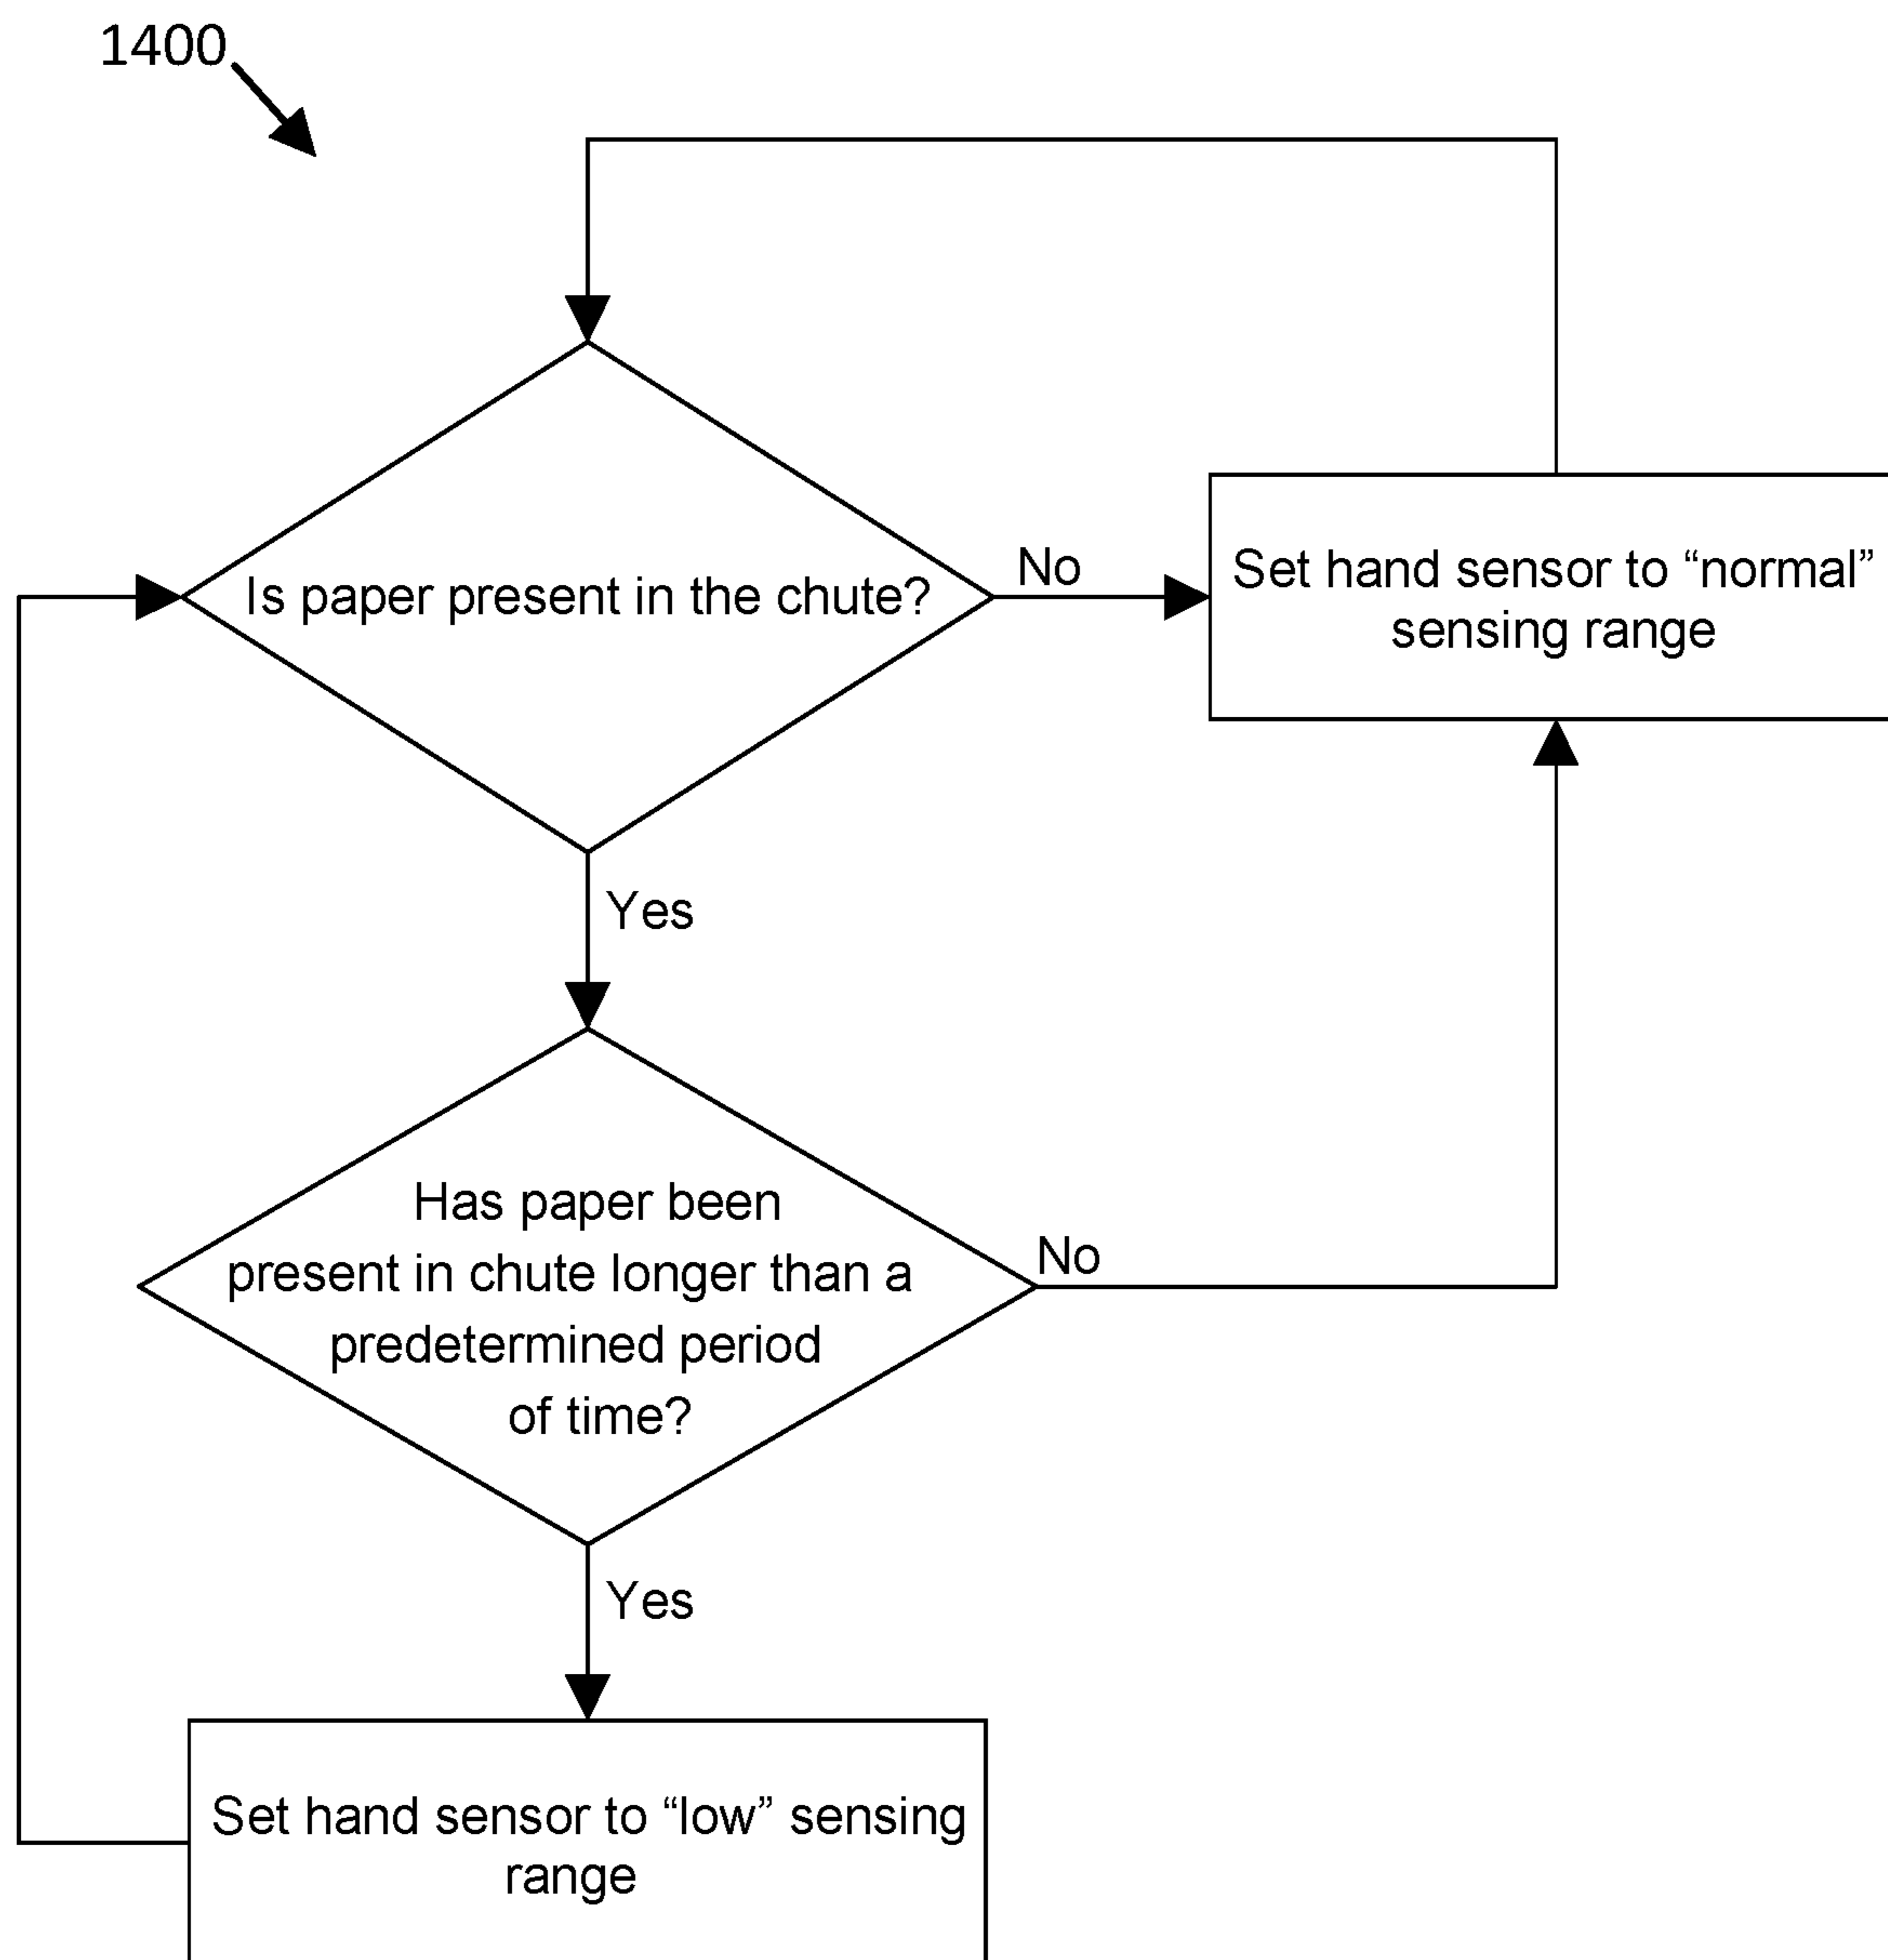 1400
Is paper present in the chute?
No
Set hand sensor to “normal”
sensing range
Yes
Has paper been
present in chute longer than a
predetermined period
of time?
No
Yes
Set hand sensor to “low” sensing
range